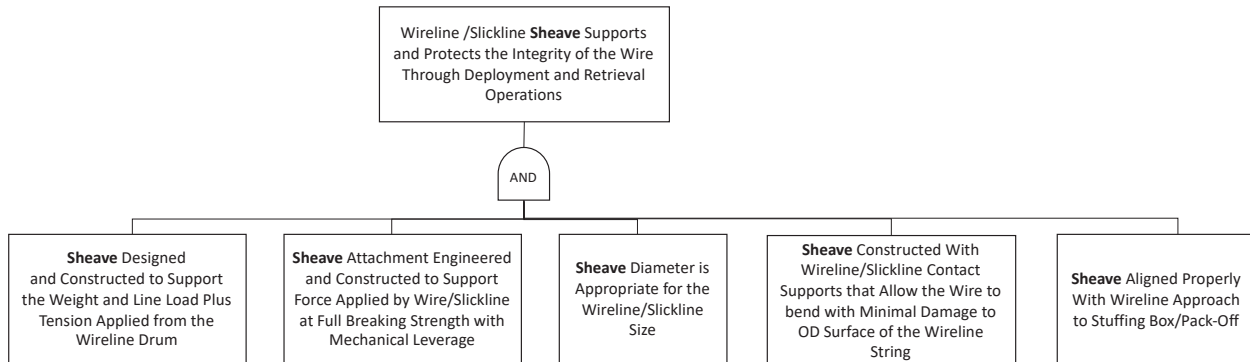 Wireline /Slickline Sheave Supports
and Protects the Integrity of the Wire
Through Deployment and Retrieval
Operations
AND
Sheave Designed
and Constructed to Support
the Weight and Line Load Plus
Tension Applied from the
Wireline Drum
Sheave Attachment Engineered
and Constructed to Support
Force Applied by Wire/Slickline
at Full Breaking Strength with
Mechanical Leverage
Sheave Diameter is
Appropriate for the
Wireline/Slickline
Size
Sheave Constructed With
Wireline/Slickline Contact
Supports that Allow the Wire to
bend with Minimal Damage to
OD Surface of the Wireline
String
Sheave Aligned Properly
With Wireline Approach
to Stuffing Box/Pack-Off